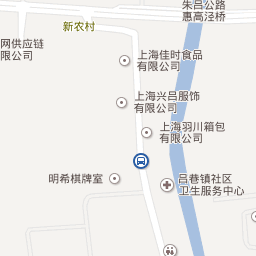 朱吕公路
惠高泾桥
新农村
网供应链
限公司
上海佳时食品
有限公司
上海兴吕服饰
有限公司
上海羽川箱包
有限公司
吕巷镇社区
卫生服务中心
明希棋牌室